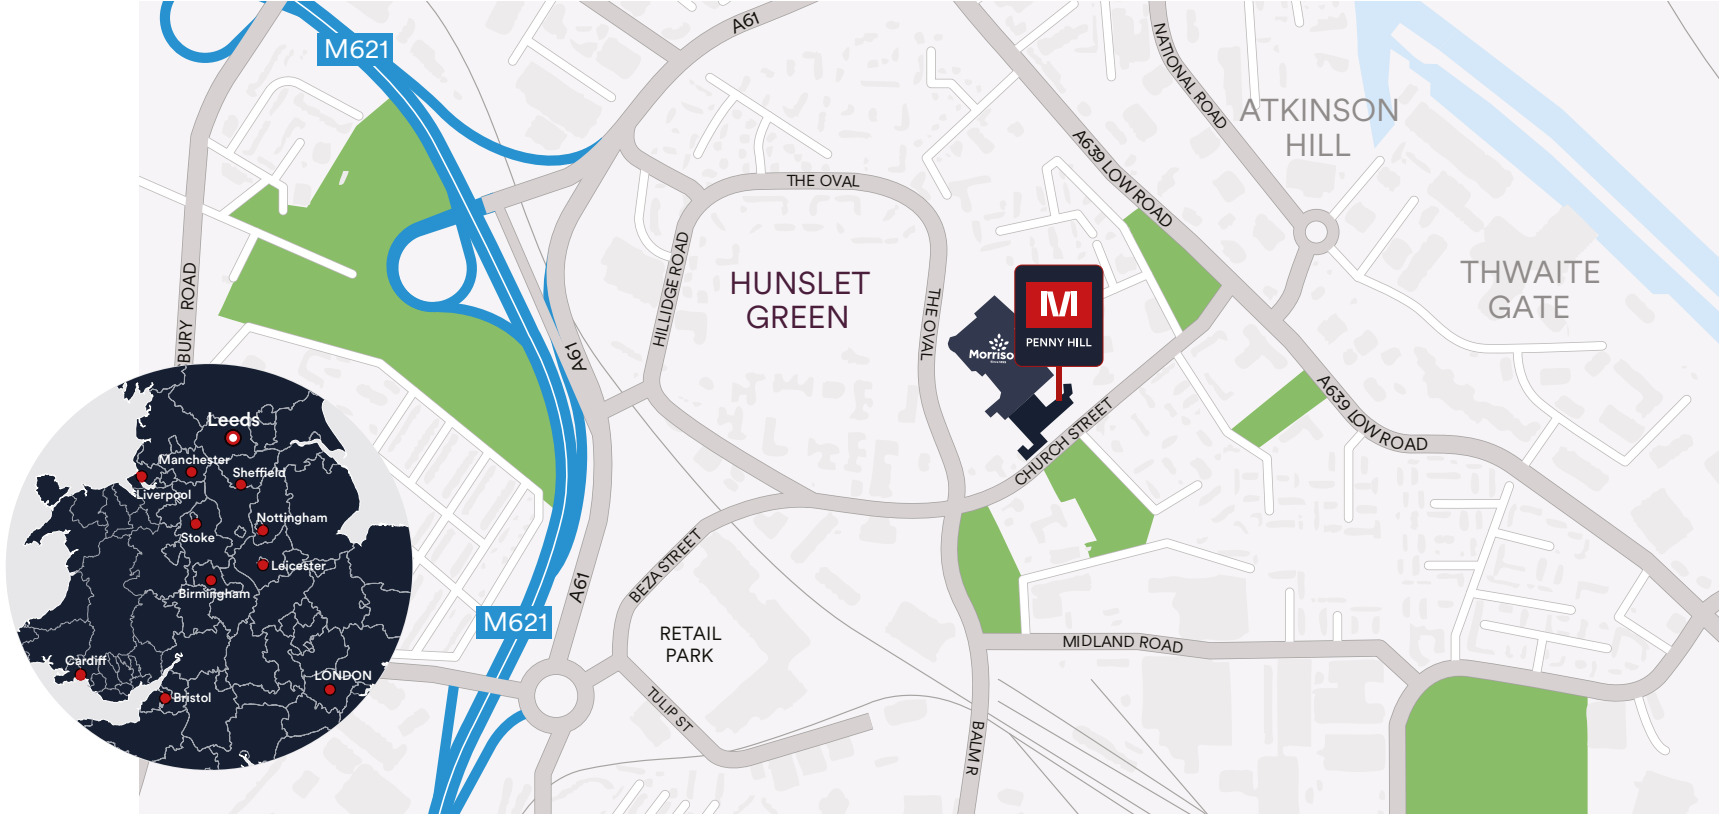 M621
A61
NATIONAL ROAD
ATKINSON
HILL
A639 LOW ROAD
THE OVAL
HILLIDGE ROAD
HUNSLET
GREEN
THE OVAL
THWAITE
GATE
BURY ROAD
A61
M
PENNY HILL
Morriso
A639 LOW ROAD
CHURCH STREET
Leeds
Manchester
Sheffield
Liverpool
Nottingham
Stoke
Leicester
Birmingham
Cardiff
Bristol
LONDON
BEZA STREET
A61
M621
RETAIL
PARK
MIDLAND ROAD
TULIP ST
BALM R